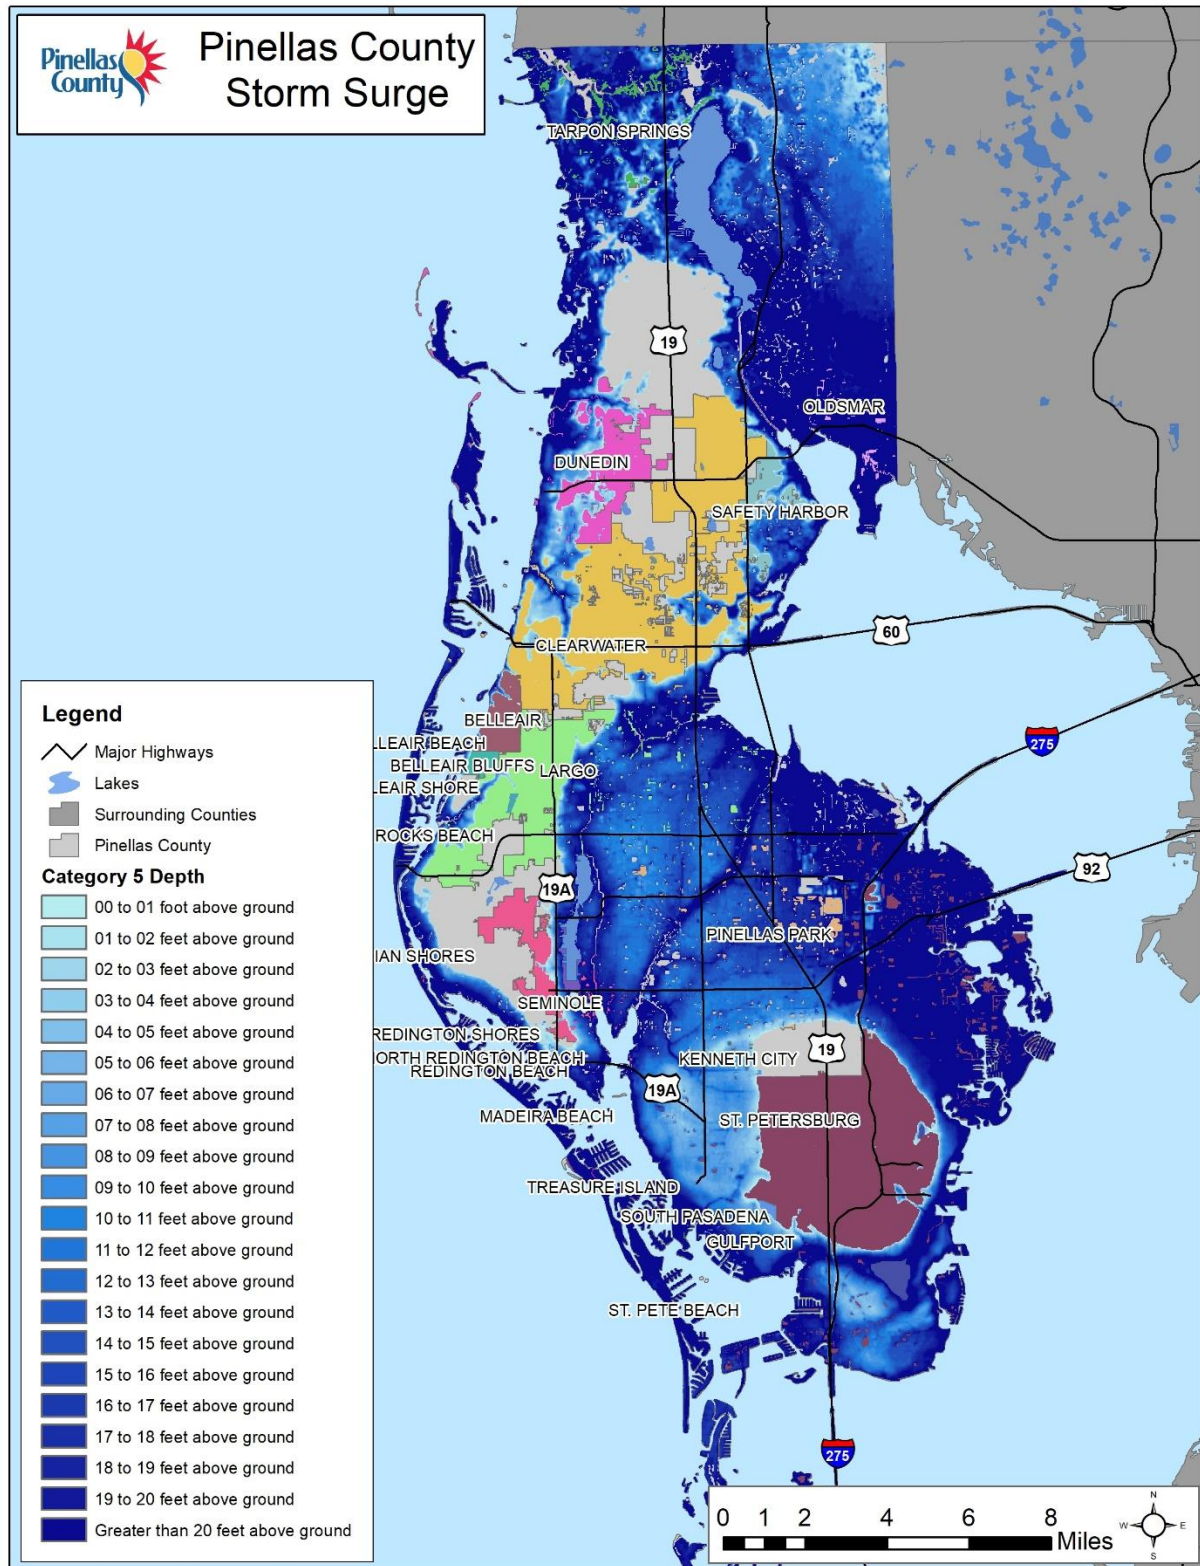 Pinellas
County
Pinellas County
Storm Surge
TARPON SPRINGS
19
OLDSMAR
DUNEDIN
SAFETY HARBOR
60
CLEARWATER
BELLEAIR
LLEAIR BEACH
BELLEAIR BLUFFS
LARGO
LEAIR SHORE
275
ROCKS BEACH
92
19A
PINELLAS PARK
IAN SHORES
SEMINOLE
REDINGTON SHORES
NORTH REDINGTON BEACH
REDINGTON BEACH
KENNETH CITY
19
19A
MADEIRA BEACH
ST. PETERSBURG
TREASURE ISLAND
SOUTH PASADENA
GULFPORT
ST. PETE BEACH
275
Legend
Major Highways
Lakes
Surrounding Counties
Pinellas County
Category 5 Depth
00 to 01 foot above ground
01 to 02 feet above ground
02 to 03 feet above ground
03 to 04 feet above ground
04 to 05 feet above ground
05 to 06 feet above ground
06 to 07 feet above ground
07 to 08 feet above ground
08 to 09 feet above ground
09 to 10 feet above ground
10 to 11 feet above ground
11 to 12 feet above ground
12 to 13 feet above ground
13 to 14 feet above ground
14 to 15 feet above ground
15 to 16 feet above ground
16 to 17 feet above ground
17 to 18 feet above ground
18 to 19 feet above ground
19 to 20 feet above ground
Greater than 20 feet above ground
0 1 2 4 6 8
Miles
N
W E
S